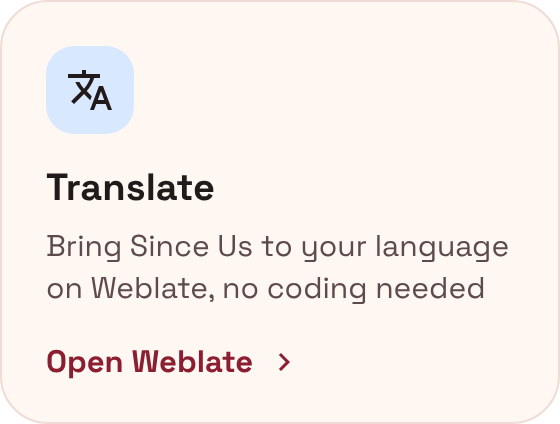 Translate
Bring Since Us to your language
on Weblate, no coding needed
Open Weblate